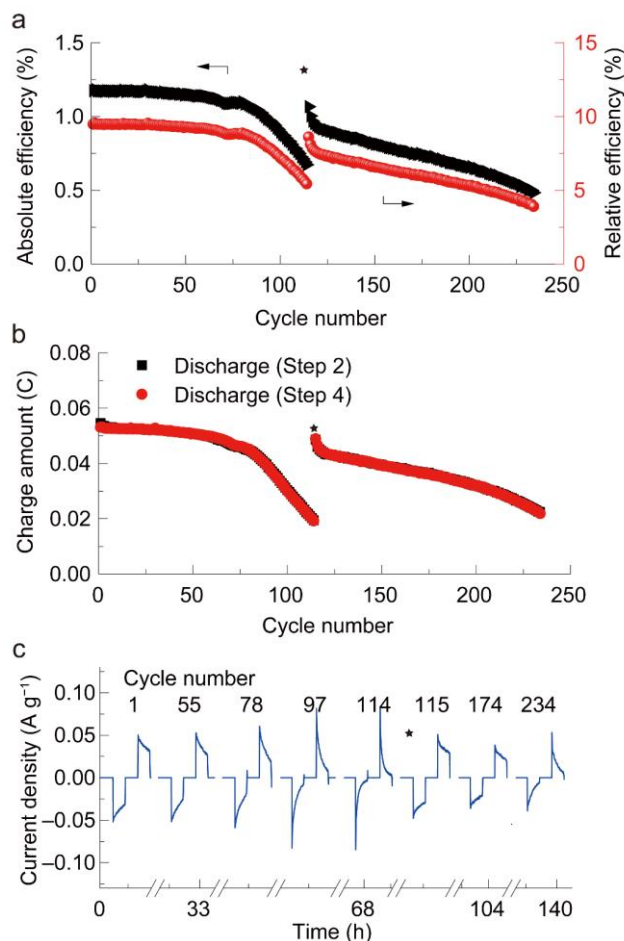 a
Absolute efficiency (%)
1.5
1.0
0.5
0.0
15
10
5
0
Relative efficiency (%)
0 50 100 150 200 250
Cycle number
b
Charge amount (C)
0.08
0.06
0.04
0.02
0.00
Discharge (Step 2)
Discharge (Step 4)
0 50 100 150 200 250
Cycle number
c
Current density (A g⁻¹)
0.10
0.05
0.00
−0.05
−0.10
Cycle number
1 55 78 97 114 115 174 234
0 33 68 104 140
Time (h)